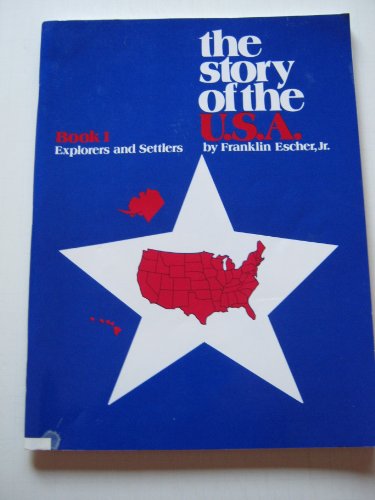 the
story
of the
U.S.A.
by Franklin Escher, Jr.
Book 1
Explorers and Settlers